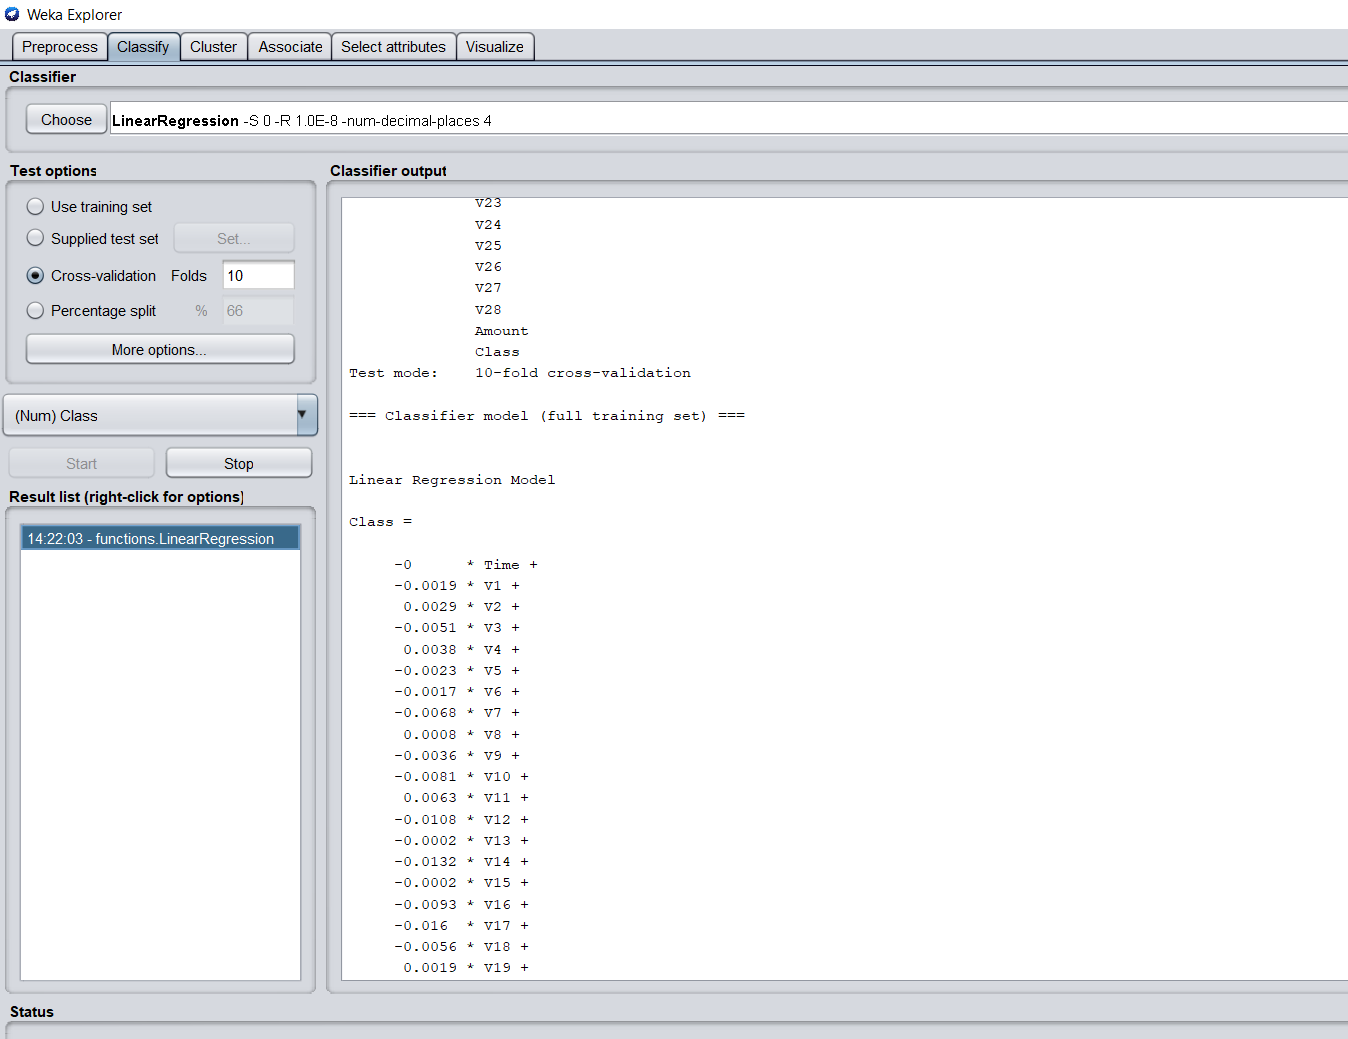 Weka Explorer
Preprocess Classify Cluster Associate Select attributes Visualize
Classifier
Choose LinearRegression -S 0 -R 1.0E-8 -num-decimal-places 4
Test options
Use training set
Supplied test set Set...
Cross-validation Folds 10
Percentage split % 66
More options...
(Num) Class
Start Stop
Result list (right-click for options)
14:22:03 - functions.LinearRegression
Classifier output
V23
V24
V25
V26
V27
V28
Amount
Class
Test mode: 10-fold cross-validation
=== Classifier model (full training set) ===
Linear Regression Model
Class =
-0 * Time +
-0.0019 * V1 +
0.0029 * V2 +
-0.0051 * V3 +
0.0038 * V4 +
-0.0023 * V5 +
-0.0017 * V6 +
-0.0068 * V7 +
0.0008 * V8 +
-0.0036 * V9 +
-0.0081 * V10 +
0.0063 * V11 +
-0.0108 * V12 +
-0.0002 * V13 +
-0.0132 * V14 +
-0.0002 * V15 +
-0.0093 * V16 +
-0.016 * V17 +
-0.0056 * V18 +
0.0019 * V19 +
Status